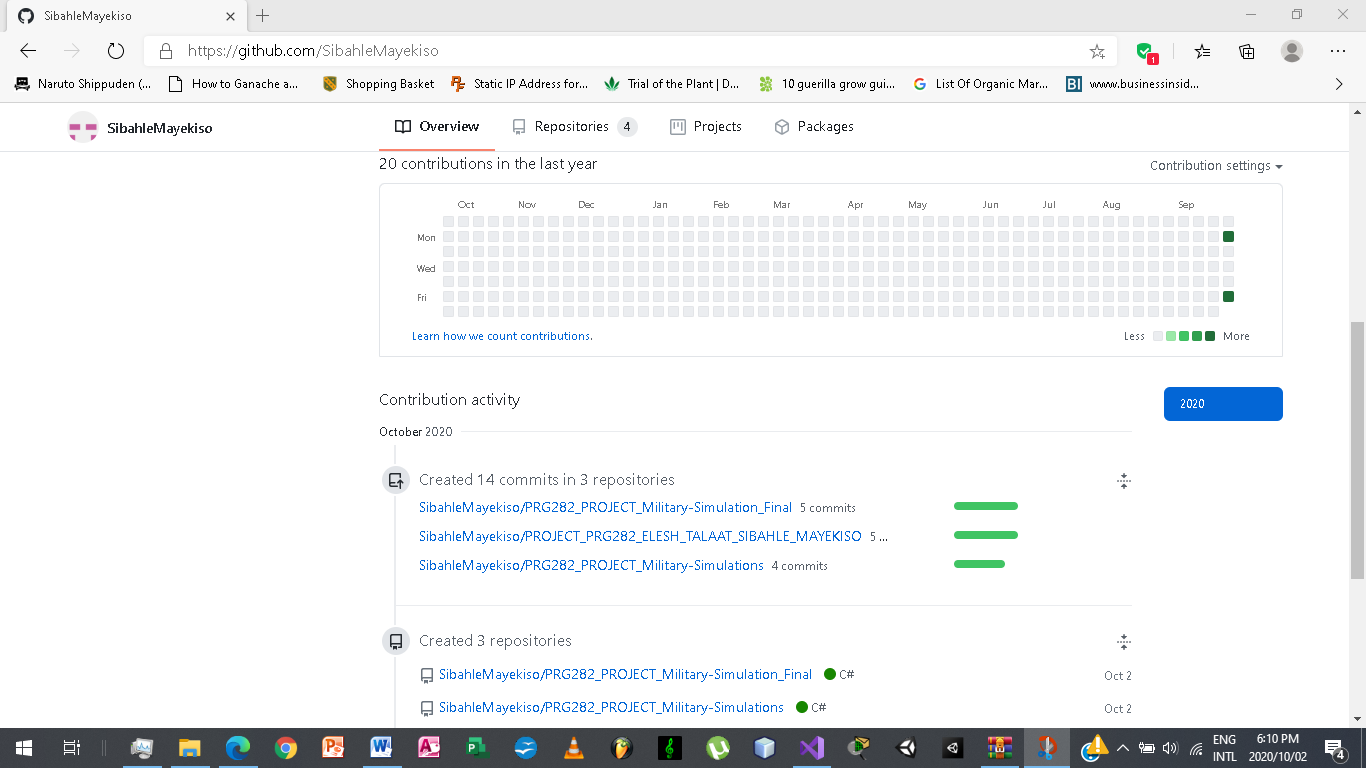 SibahleMayekiso
https://github.com/SibahleMayekiso
1
Naruto Shippuden (... How to Ganache a... Shopping Basket Static IP Address for... Trial of the Plant | D... 10 guerilla grow gui... List Of Organic Mar... BI www.businessinsid...
SibahleMayekiso Overview Repositories 4 Projects Packages
20 contributions in the last year Contribution settings
Oct Nov Dec Jan Feb Mar Apr May Jun Jul Aug Sep
Mon
Wed
Fri
Learn how we count contributions. Less More
Contribution activity 2020
October 2020
Created 14 commits in 3 repositories
SibahleMayekiso/PRG282_PROJECT_Military-Simulation_Final 5 commits
SibahleMayekiso/PROJECT_PRG282_ELESH_TALAAT_SIBAHLE_MAYEKISO 5 ...
SibahleMayekiso/PRG282_PROJECT_Military-Simulations 4 commits
Created 3 repositories
SibahleMayekiso/PRG282_PROJECT_Military-Simulation_Final C# Oct 2
SibahleMayekiso/PRG282_PROJECT_Military-Simulations C# Oct 2
ENG 6:10 PM
INTL 2020/10/02 4